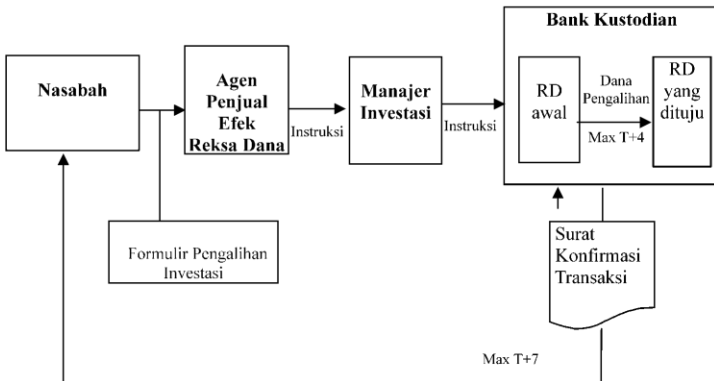 Bank Kustodian
Nasabah
Agen
Penjual
Efek
Reksa Dana
Instruksi
Manajer
Investasi
Instruksi
RD
awal
Dana
Pengalihan
Max T+4
RD
yang
dituju
Formulir Pengalihan
Investasi
Surat
Konfirmasi
Transaksi
Max T+7